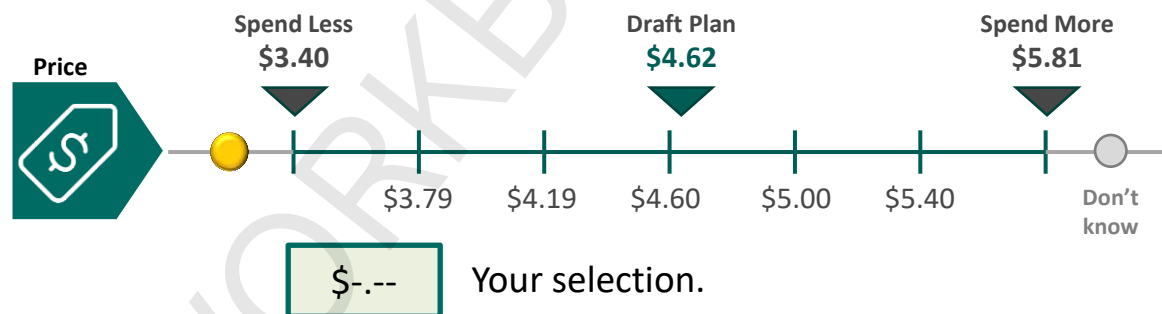 Spend Less
$3.40
Draft Plan
$4.62
Spend More
$5.81
Price
$
$3.79
$4.19
$4.60
$5.00
$5.40
Don't
know
$-.--
Your selection.